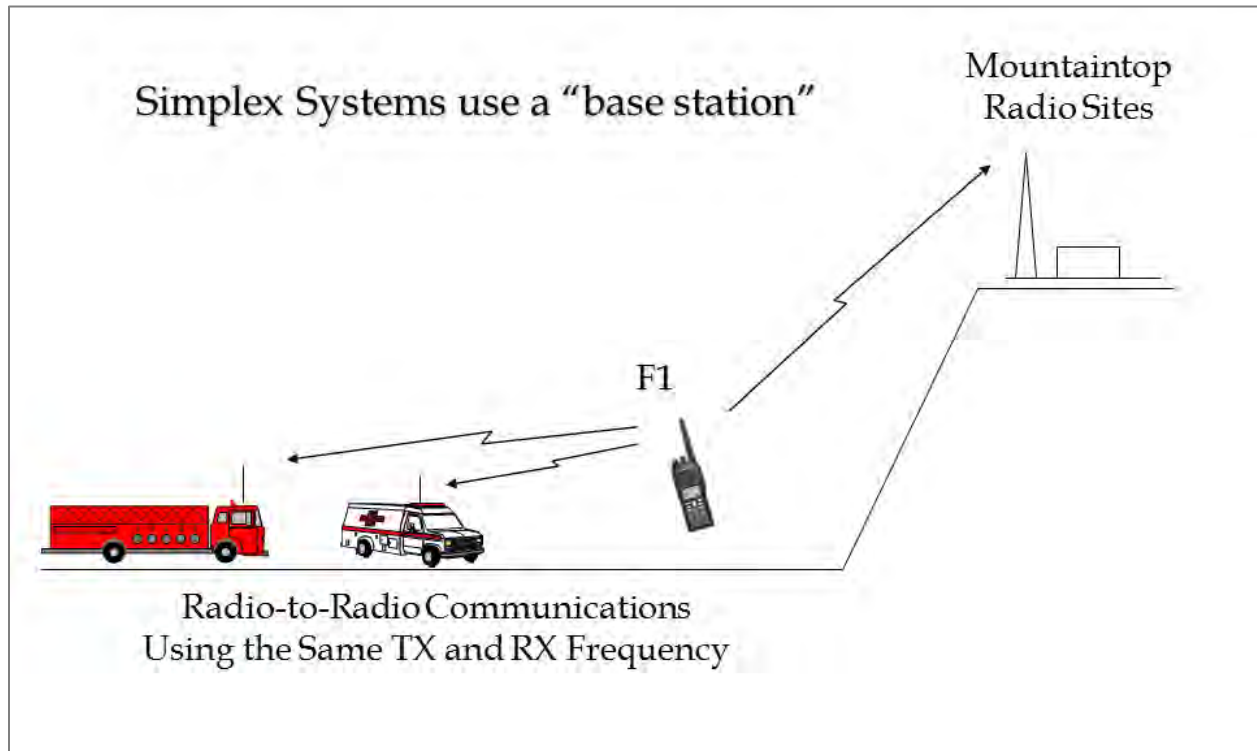 Simplex Systems use a “base station”
Mountaintop
Radio Sites
F1
Radio-to-Radio Communications
Using the Same TX and RX Frequency